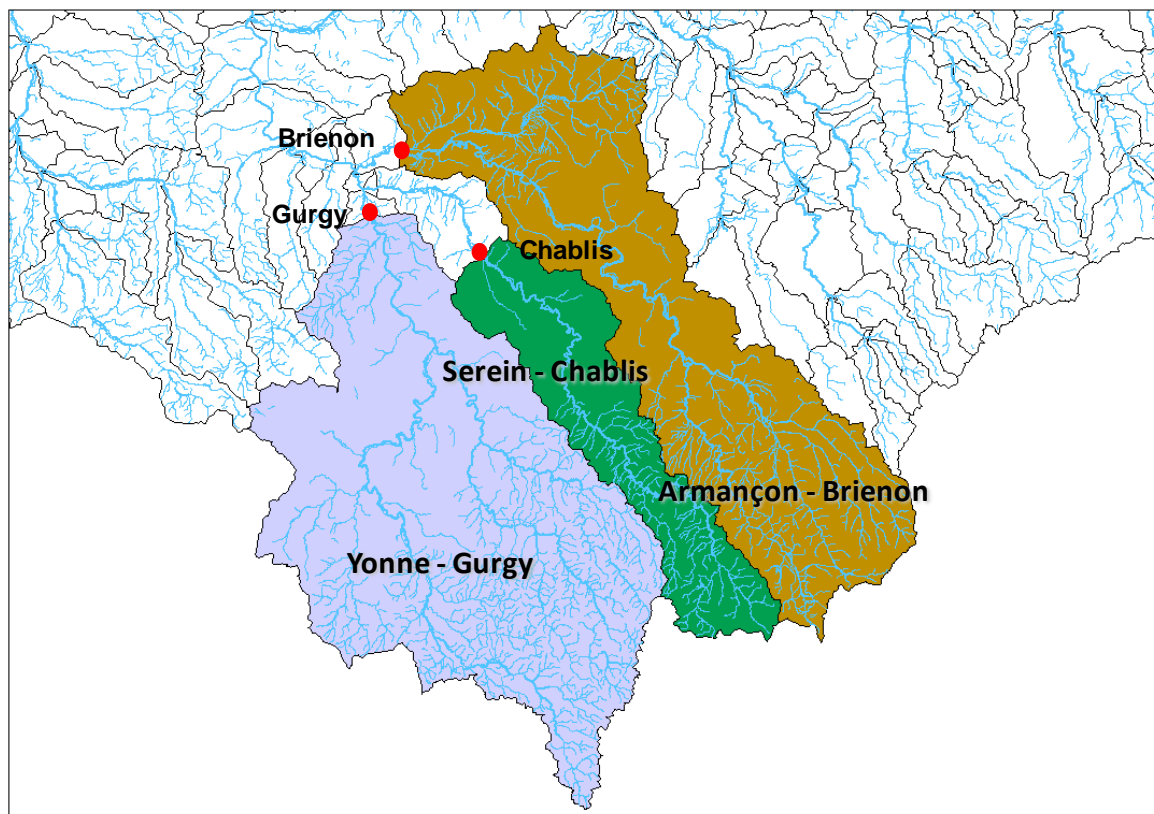 Brienon
Gurgy
Chablis
Serein - Chablis
Armançon - Brienon
Yonne - Gurgy